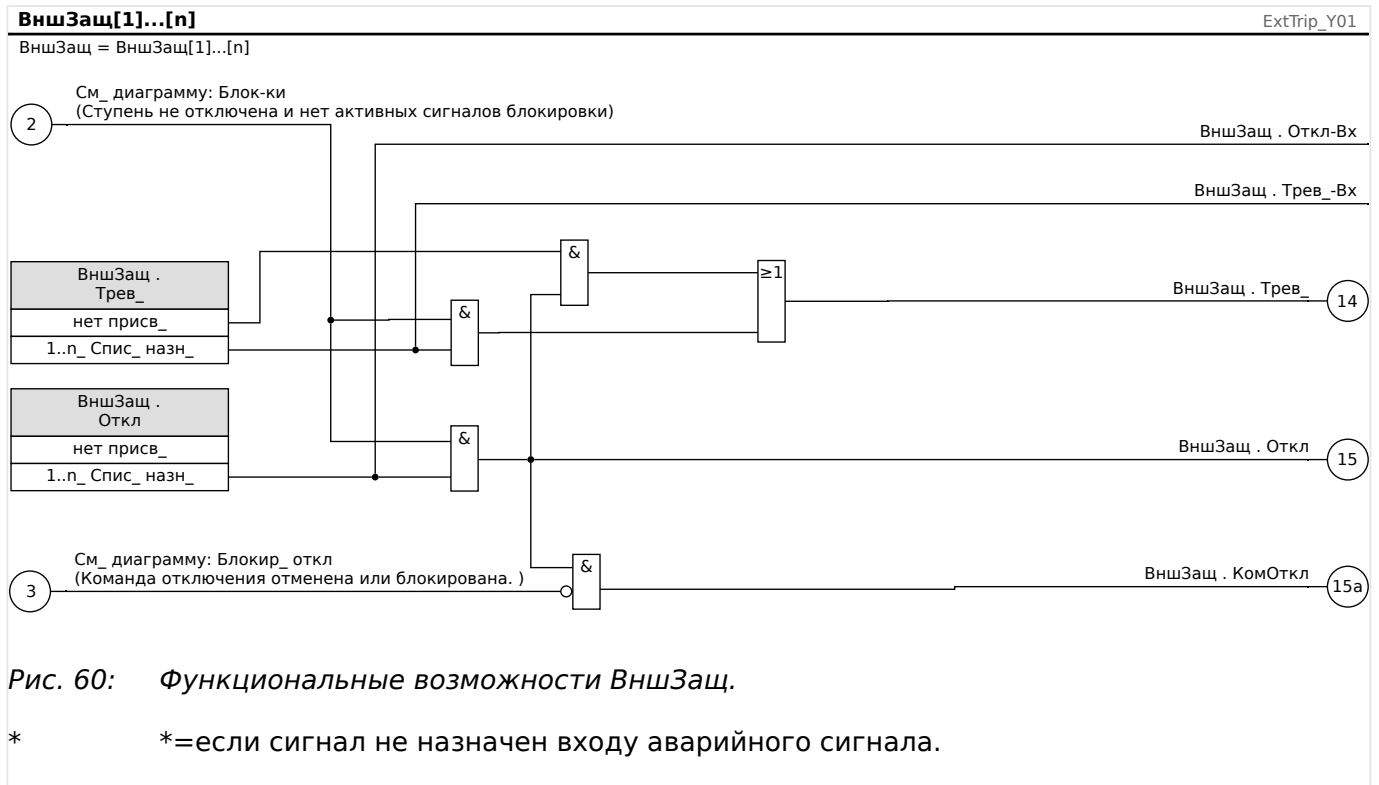 ВншЗащ[1]...[n]
ExtTrip_Y01
ВншЗащ = ВншЗащ[1]...[n]
См_ диаграмму: Блок-ки
(Ступень не отключена и нет активных сигналов блокировки)
2
ВншЗащ . Откл-Вх
ВншЗащ . Трев_-Вх
&
ВншЗащ .
Трев_
≥1
нет присв_
&
ВншЗащ . Трев_
14
1..n_ Спис_ назн_
ВншЗащ .
Откл
нет присв_
&
ВншЗащ . Откл
15
1..n_ Спис_ назн_
См_ диаграмму: Блокир_ откл
(Команда отключения отменена или блокирована. )
3
&
ВншЗащ . КомОткл
15a
Рис. 60: Функциональные возможности ВншЗащ.
* *=если сигнал не назначен входу аварийного сигнала.